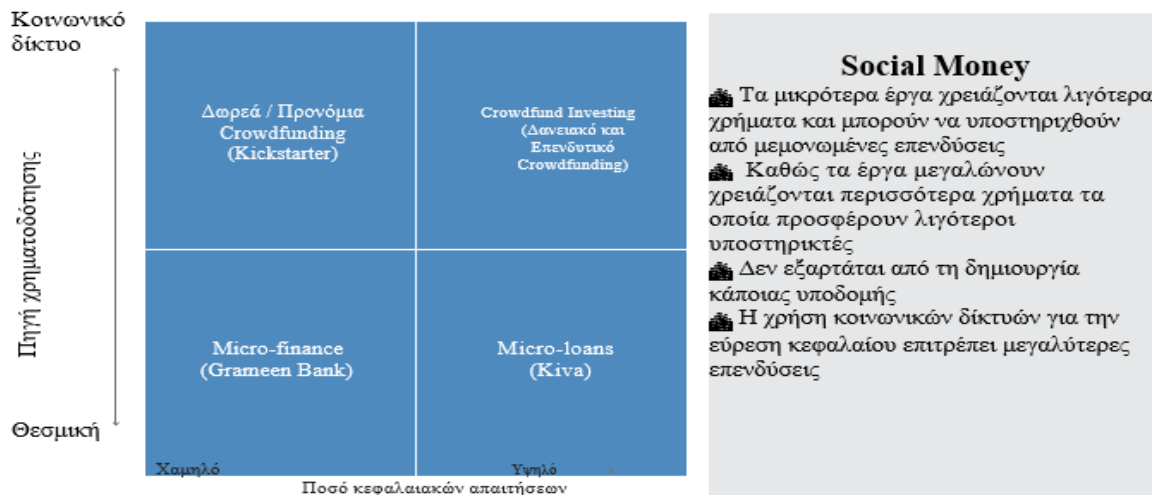 Κοινωνικό
δίκτυο
Πηγή χρηματοδότησης
Θεσμική
Δωρεά / Προνόμια
Crowdfunding
(Kickstarter)
Crowdfund Investing
(Δανειακό και
Επενδυτικό
Crowdfunding)
Micro-finance
(Grameen Bank)
Micro-loans
(Kiva)
Χαμηλό
Υψηλό
Ποσό κεφαλαιακών απαιτήσεων
Social Money
Τα μικρότερα έργα χρειάζονται λιγότερα
χρήματα και μπορούν να υποστηριχθούν
από μεμονωμένες επενδύσεις
Καθώς τα έργα μεγαλώνουν
χρειάζονται περισσότερα χρήματα τα
οποία προσφέρουν λιγότεροι
υποστηρικτές
Δεν εξαρτάται από τη δημιουργία
κάποιας υποδομής
Η χρήση κοινωνικών δίκτυών για την
εύρεση κεφαλαίου επιτρέπει μεγαλύτερες
επενδύσεις